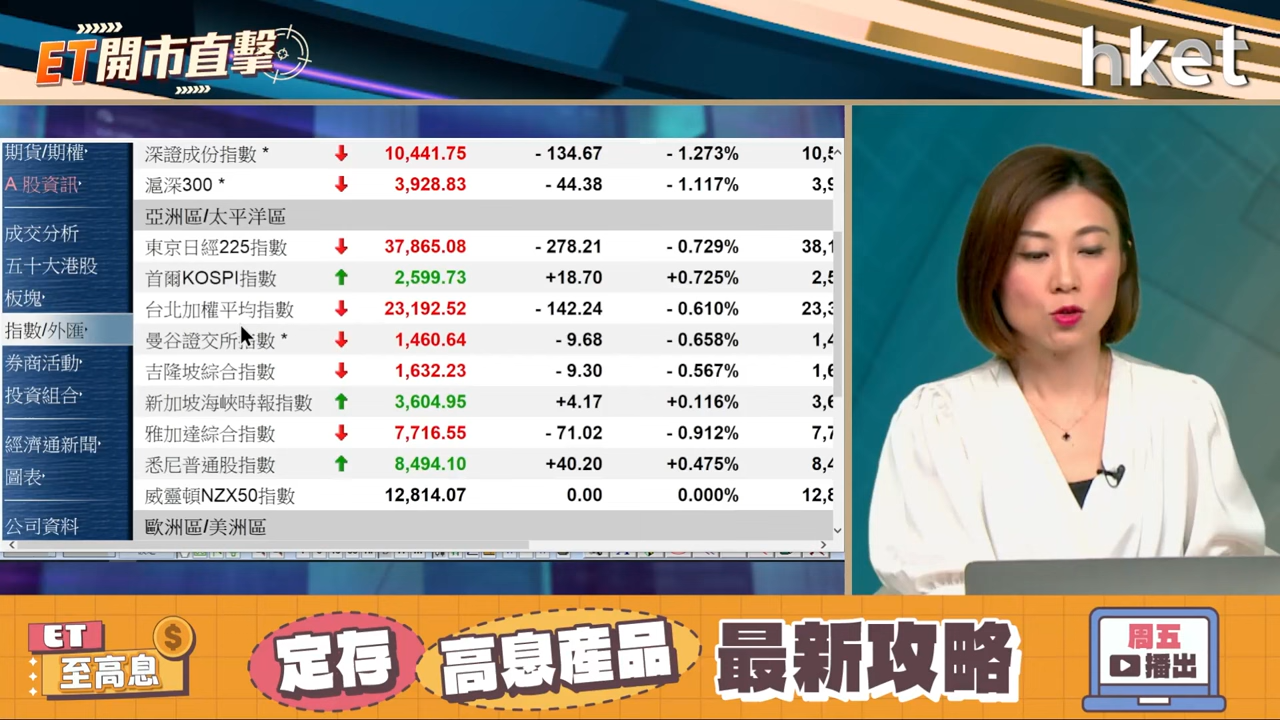 ET開市直擊
hket
期貨/期權
A 股資訊
成交分析
五十大港股
板塊
指數/外匯
券商活動
投資組合
經濟通新聞
圖表
公司資料
深證成份指數 * 10,441.75 - 134.67 - 1.273%
滬深300 * 3,928.83 - 44.38 - 1.117%
亞洲區/太平洋區
東京日經225指數 37,865.08 - 278.21 - 0.729%
首爾KOSPI指數 2,599.73 +18.70 +0.725%
台北加權平均指數 23,192.52 - 142.24 - 0.610%
曼谷證交所指數 * 1,460.64 - 9.68 - 0.658%
吉隆坡綜合指數 1,632.23 - 9.30 - 0.567%
新加坡海峽時報指數 3,604.95 +4.17 +0.116%
雅加達綜合指數 7,716.55 - 71.02 - 0.912%
悉尼普通股指數 8,494.10 +40.20 +0.475%
威靈頓NZX50指數 12,814.07 0.00 0.000%
歐洲區/美洲區
ET
至高息
定存 高息產品 最新攻略
周五
播出